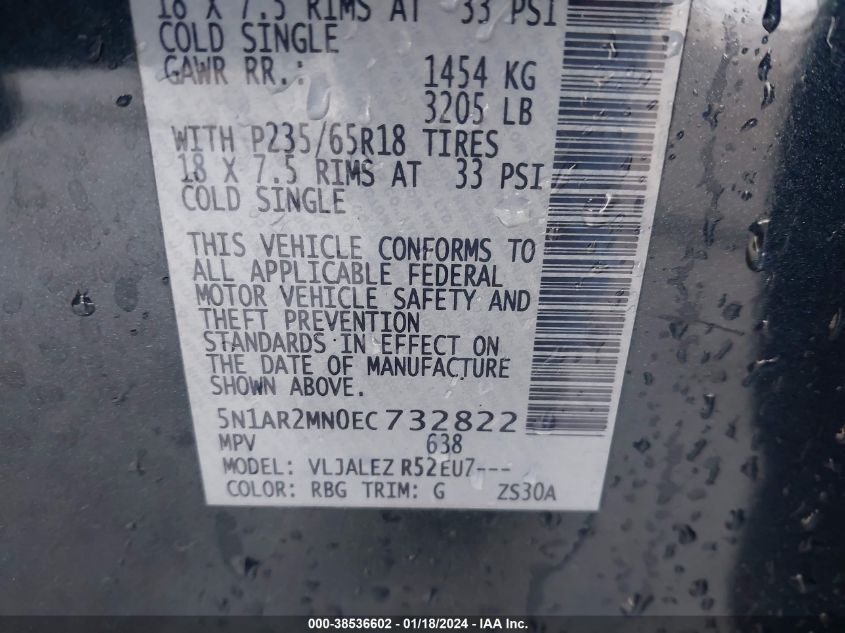 18 X 7.5 RIMS AT 33 PSI
COLD SINGLE
GAWR RR.: 1454 KG
3205 LB
WITH P235/65R18 TIRES
18 X 7.5 RIMS AT 33 PSI
COLD SINGLE
THIS VEHICLE CONFORMS TO
ALL APPLICABLE FEDERAL
MOTOR VEHICLE SAFETY AND
THEFT PREVENTION
STANDARDS IN EFFECT ON
THE DATE OF MANUFACTURE
SHOWN ABOVE.
5N1AR2MN0EC732822
MPV 638
MODEL: VLJALEZ R52EU7---
COLOR: RBG TRIM: G ZS30A
000-38536602 - 01/18/2024 - IAA Inc.